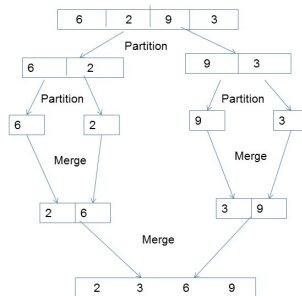 6 2 9 3
Partition
6 2
9 3
Partition
Partition
6
2
9
3
Merge
Merge
2 6
3 9
Merge
2 3 6 9